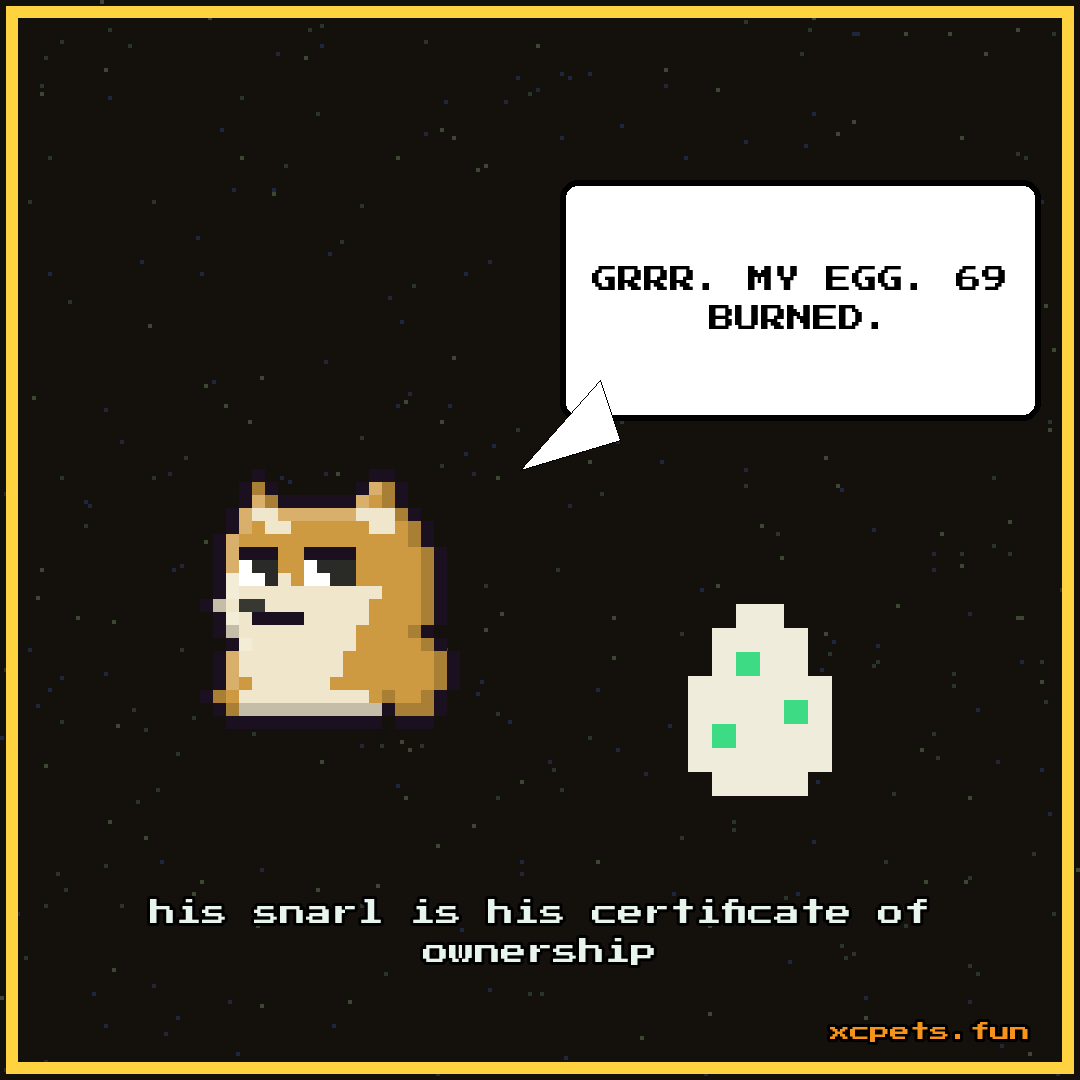 GRRR. MY EGG. 69
BURNED.
his snarl is his certificate of
ownership
xcpets.fun